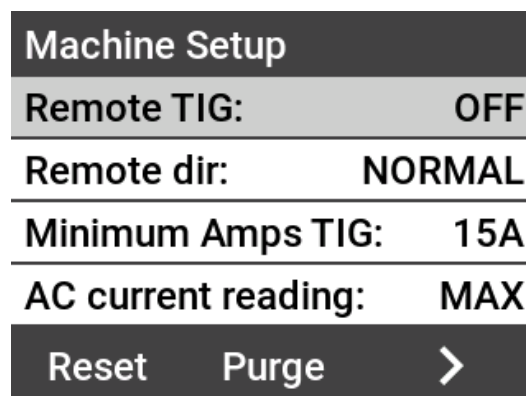 Machine Setup
Remote TIG: OFF
Remote dir: NORMAL
Minimum Amps TIG: 15A
AC current reading: MAX
Reset Purge >